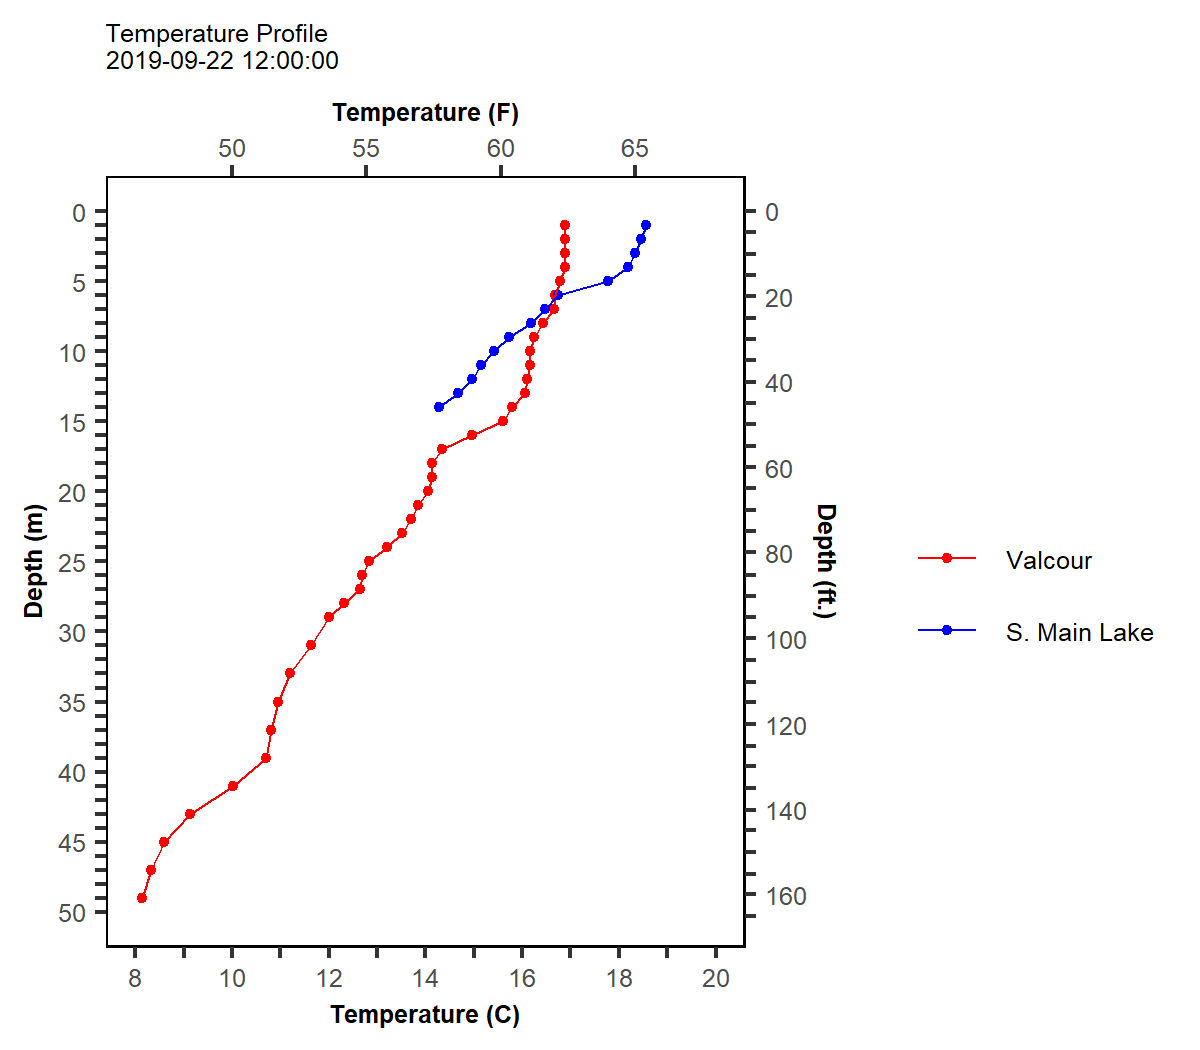 Temperature Profile
2019-09-22 12:00:00
Temperature (F)
50 55 60 65
0
5
10
15
20
25
30
35
40
45
50
Depth (m)
0
20
40
60
80
100
120
140
160
Depth (ft.)
Valcour
S. Main Lake
8 10 12 14 16 18 20
Temperature (C)